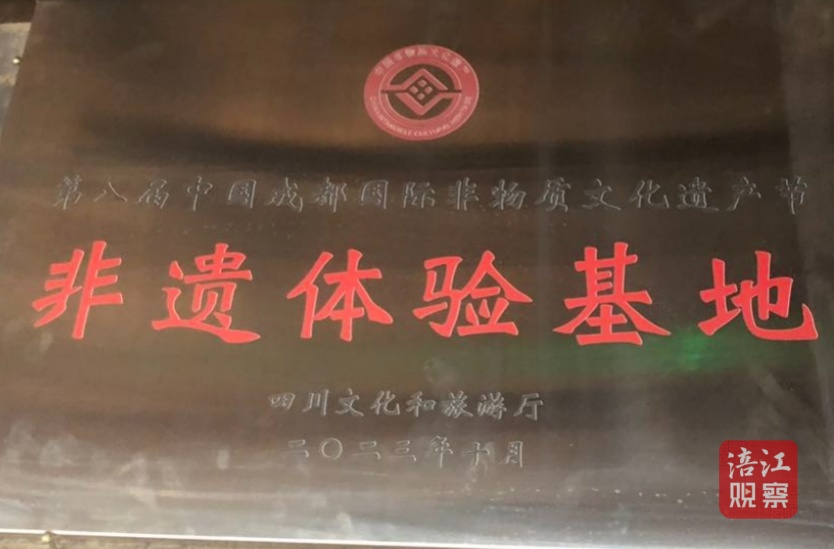 第八届中国成都国际非物质文化遗产节
非遗体验基地
四川文化和旅游厅
二〇二三年十月
涪江
观察